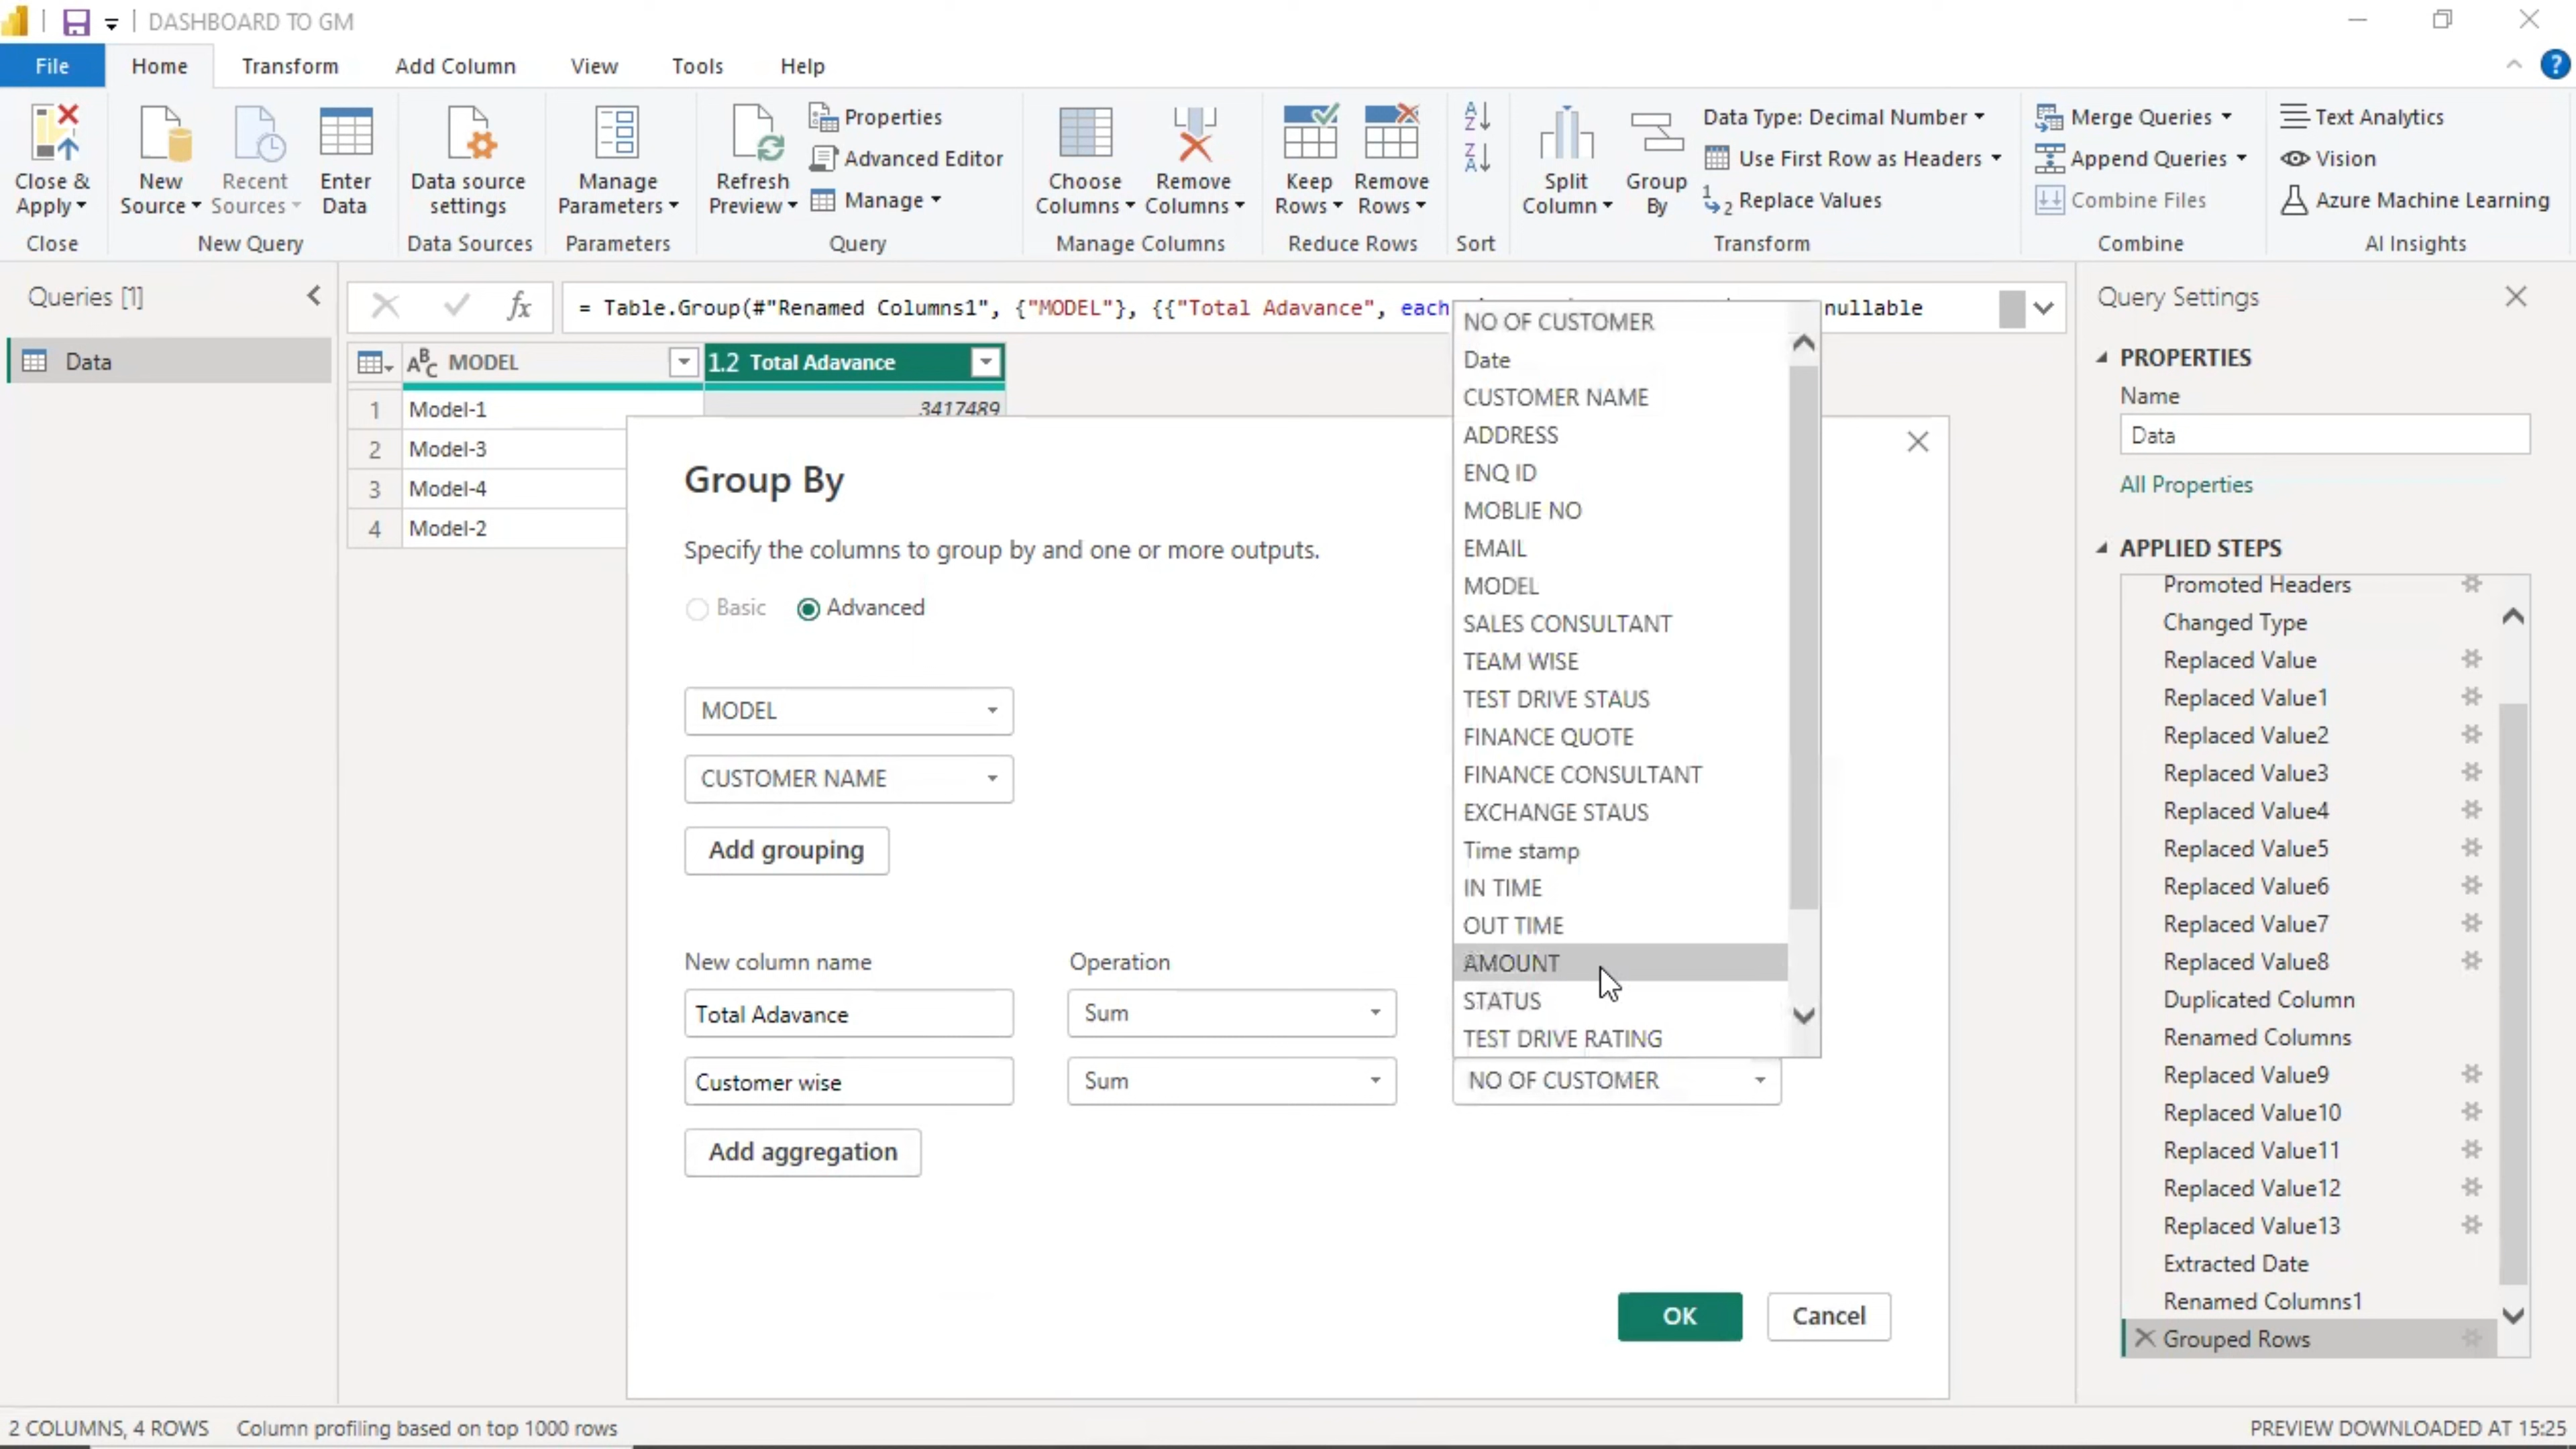 DASHBOARD TO GM
File Home Transform Add Column View Tools Help
Close & Apply
Close
New Source
Recent Sources
Enter Data
New Query
Data source settings
Data Sources
Manage Parameters
Parameters
Refresh Preview
Properties
Advanced Editor
Manage
Query
Choose Columns
Remove Columns
Manage Columns
Keep Rows
Remove Rows
Reduce Rows
Sort
Split Column
Group By
Data Type: Decimal Number
Use First Row as Headers
Replace Values
Transform
Merge Queries
Append Queries
Combine Files
Combine
Text Analytics
Vision
Azure Machine Learning
AI Insights
Queries [1]
Data
fx
= Table.Group(#"Renamed Columns1", {"MODEL"}, {{"Total Adavance", each nullable
ABC MODEL
1.2 Total Adavance
1 Model-1 3417489
2 Model-3
3 Model-4
4 Model-2
Group By
Specify the columns to group by and one or more outputs.
Basic Advanced
MODEL
CUSTOMER NAME
Add grouping
New column name Operation
Total Adavance Sum
Customer wise Sum NO OF CUSTOMER
Add aggregation
OK Cancel
NO OF CUSTOMER
Date
CUSTOMER NAME
ADDRESS
ENQ ID
MOBLIE NO
EMAIL
MODEL
SALES CONSULTANT
TEAM WISE
TEST DRIVE STAUS
FINANCE QUOTE
FINANCE CONSULTANT
EXCHANGE STAUS
Time stamp
IN TIME
OUT TIME
AMOUNT
STATUS
TEST DRIVE RATING
Query Settings
PROPERTIES
Name
Data
All Properties
APPLIED STEPS
Promoted Headers
Changed Type
Replaced Value
Replaced Value1
Replaced Value2
Replaced Value3
Replaced Value4
Replaced Value5
Replaced Value6
Replaced Value7
Replaced Value8
Duplicated Column
Renamed Columns
Replaced Value9
Replaced Value10
Replaced Value11
Replaced Value12
Replaced Value13
Extracted Date
Renamed Columns1
Grouped Rows
2 COLUMNS, 4 ROWS Column profiling based on top 1000 rows
PREVIEW DOWNLOADED AT 15:25